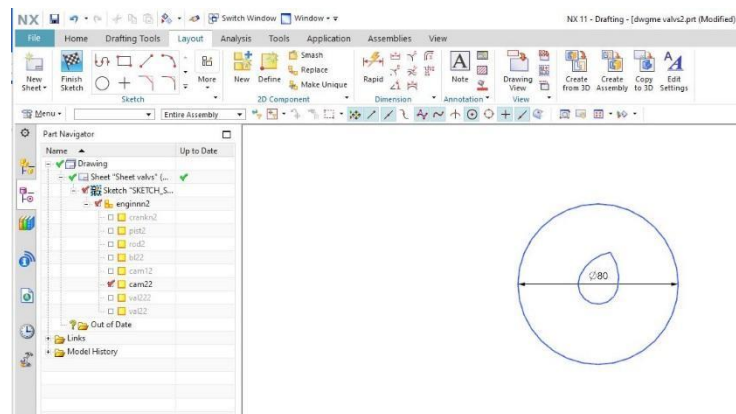 NX Switch Window Window NX 11 - Drafting - [dwgme valvs2.prt (Modified)
File Home Drafting Tools Layout Analysis Tools Application Assemblies View
New Sheet Finish Sketch More New Define Smash Replace Make Unique Rapid Note Drawing View Create from 3D Create Assembly Copy to 3D Edit Settings
Sketch 2D Component Dimension Annotation View
Menu Entire Assembly
Part Navigator
Name Up to Date
Drawing
Sheet "Sheet valvs" (...
Sketch "SKETCH_S...
enginnn2
crankn2
pist2
rod2
bl22
cam12
cam22
val222
val22
Out of Date
Links
Model History
Ø80